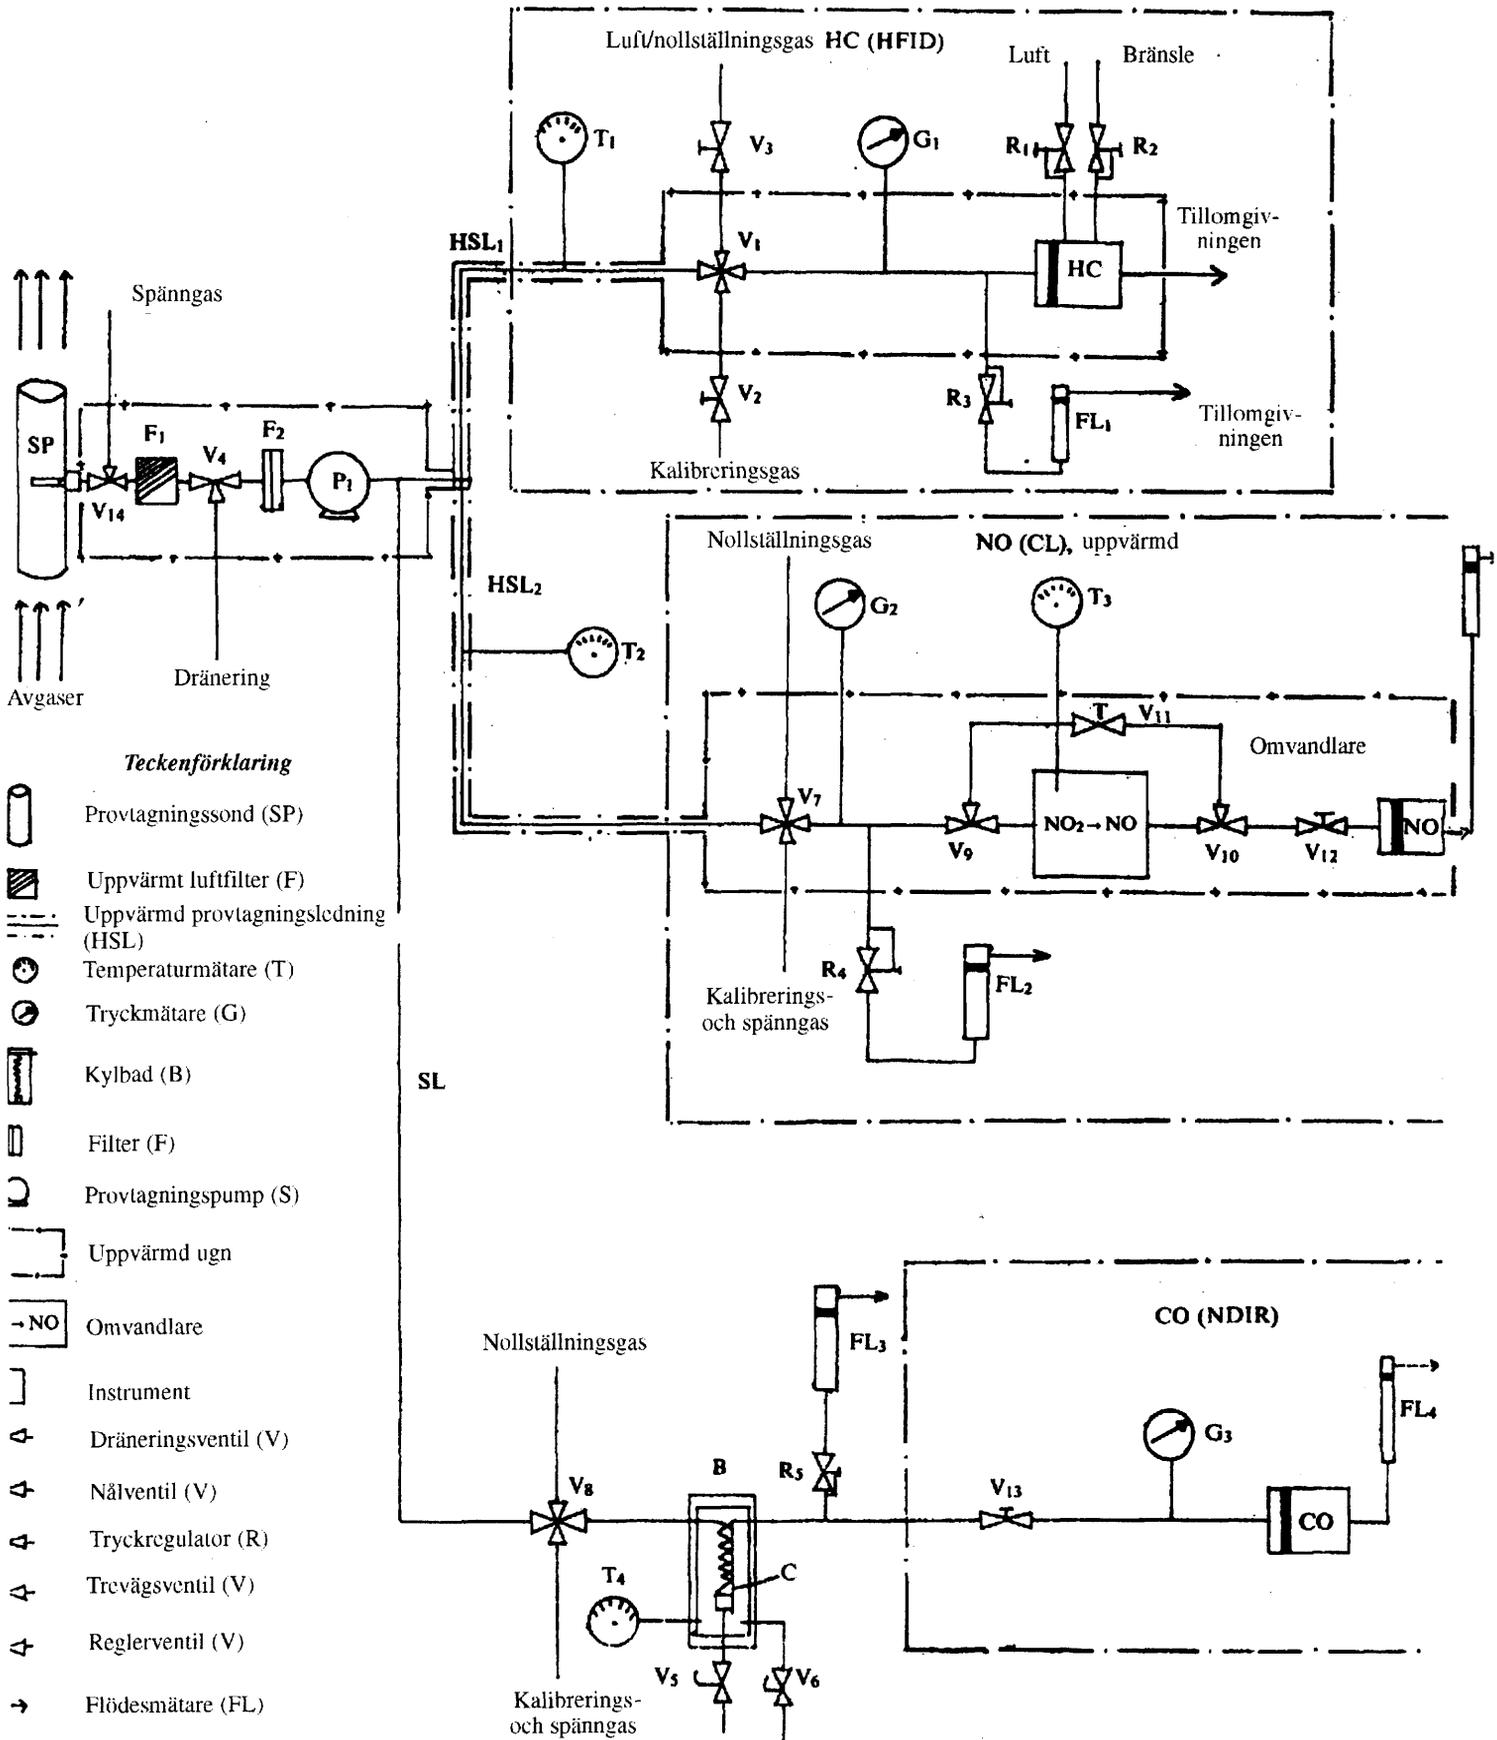 Luft/nollställningsgas HC (HFID)
Luft
Bränsle
T1
V3
G1
R1
R2
HSL1
V1
HC
Tillomgiv-
ningen
Spänngas
V2
R3
FL1
Tillomgiv-
ningen
Kalibreringsgas
SP
F1
V4
F2
P1
V14
HSL2
T2
Dränering
Avgaser
Nollställningsgas
NO (CL), uppvärmd
G2
T3
T
V11
Omvandlare
V7
V9
NO2→NO
V10
V12
NO
R4
FL2
Kalibrerings-
och spänngas
SL
Teckenförklaring
Provtagningssond (SP)
Uppvärmt luftfilter (F)
Uppvärmd provtagningsledning
(HSL)
Temperaturmätare (T)
Tryckmätare (G)
Kylbad (B)
Filter (F)
Provtagningspump (S)
Uppvärmd ugn
→NO
Omvandlare
Instrument
Dräneringsventil (V)
Nålventil (V)
Tryckregulator (R)
Trevägsventil (V)
Reglerventil (V)
Flödesmätare (FL)
Nollställningsgas
V8
B
R5
FL3
CO (NDIR)
V13
G3
CO
FL4
T4
C
V5
V6
Kalibrerings-
och spänngas